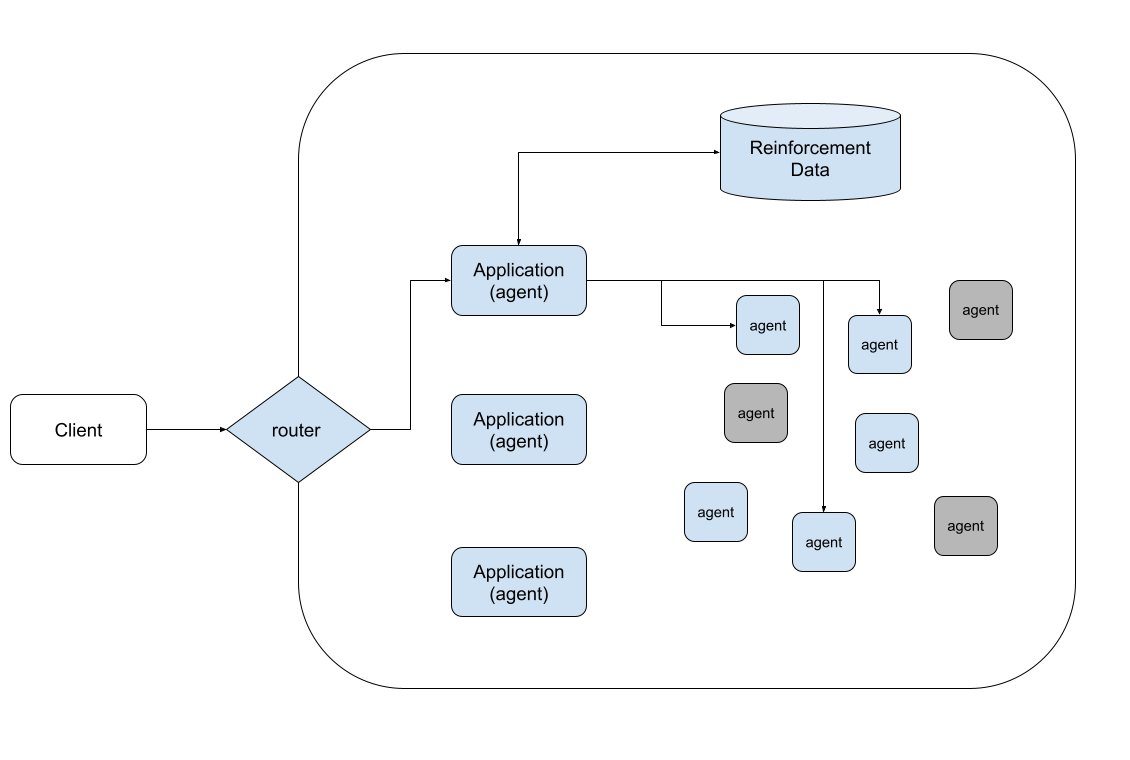 Reinforcement
Data
Application
(agent)
agent
agent
agent
Client
router
Application
(agent)
agent
agent
agent
agent
agent
Application
(agent)